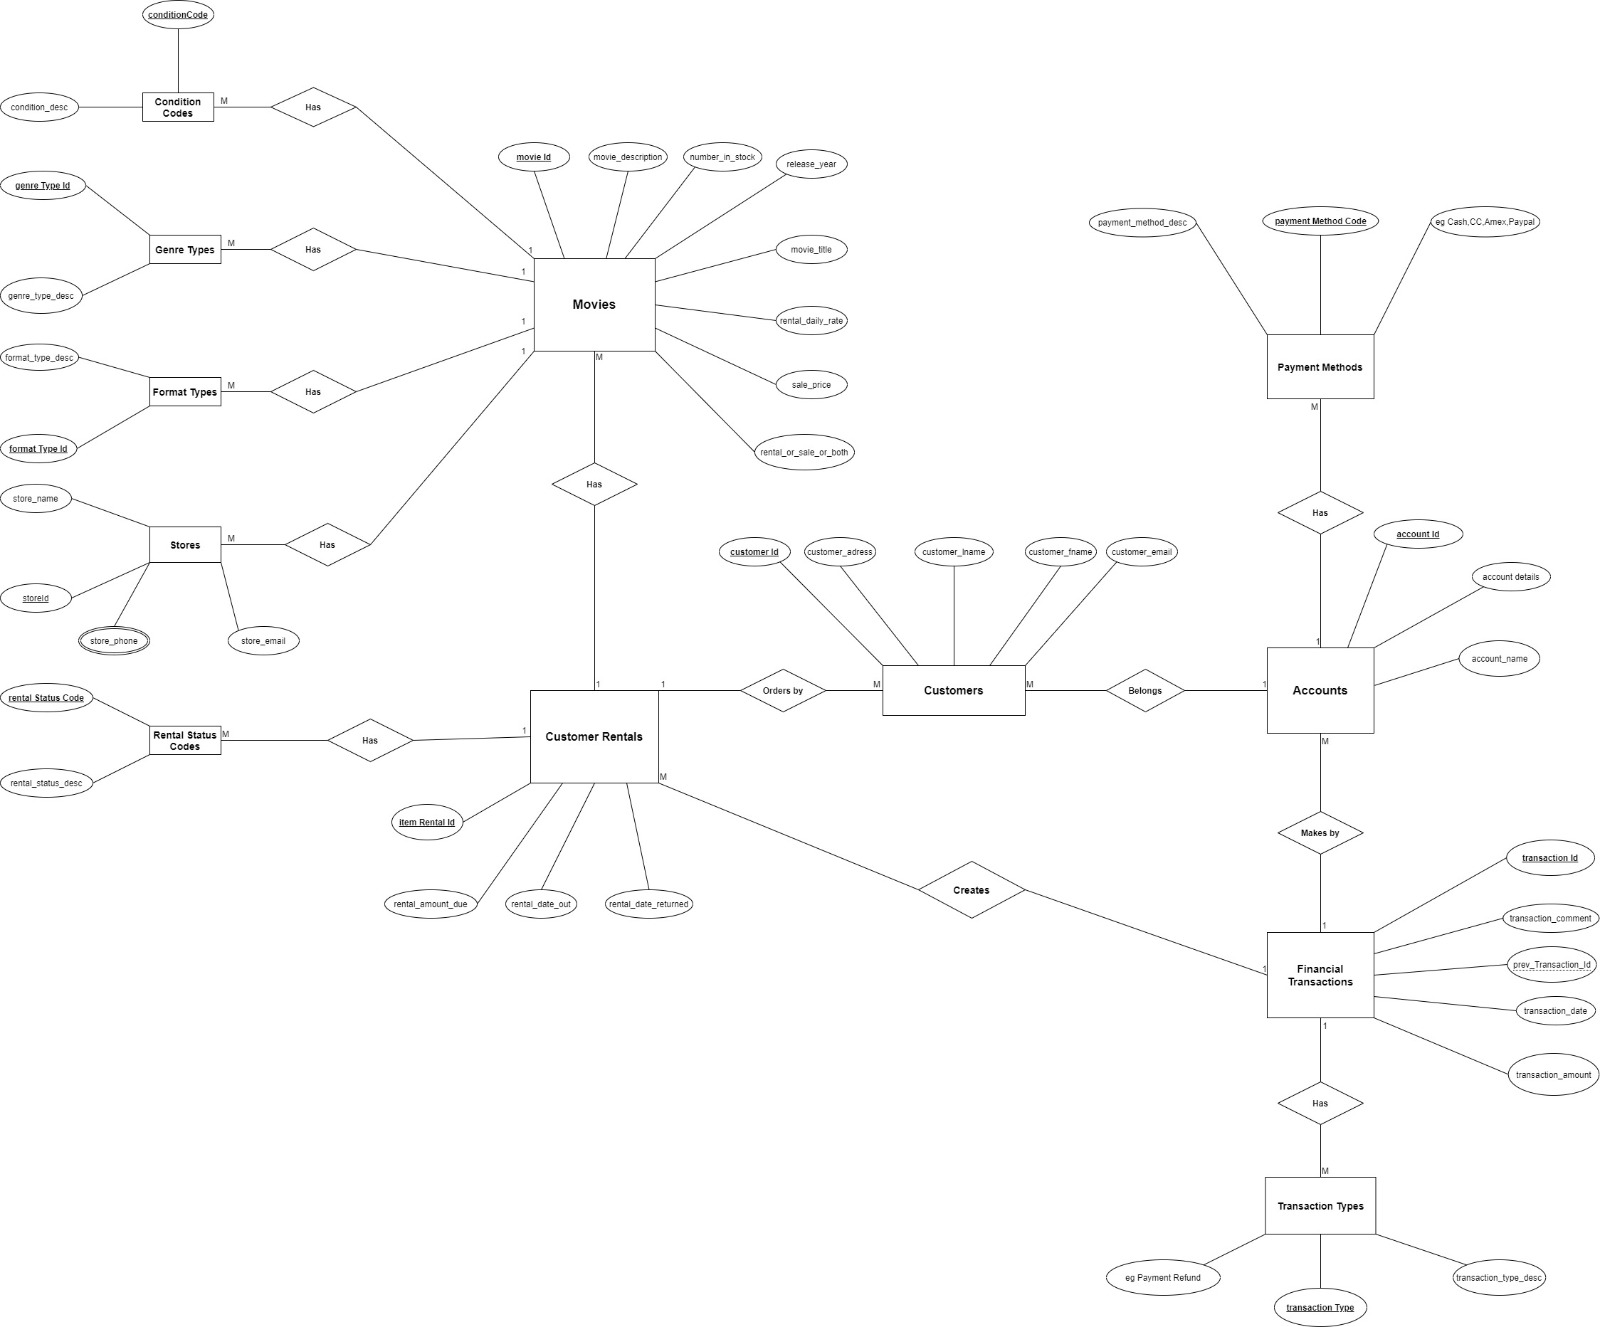 conditionCode
condition_desc
Condition
Codes
M
Has
genre Type Id
Genre Types
M
Has
genre_type_desc
format_type_desc
Format Types
M
Has
format Type Id
store_name
Stores
M
Has
storeId
store_phone
store_email
rental Status Code
Rental Status
Codes
M
Has
1
rental_status_desc
movie Id
movie_description
number_in_stock
release_year
movie_title
rental_daily_rate
sale_price
rental_or_sale_or_both
1
1
Movies
1
1
M
Has
1
1
Orders by
M
Customer Rentals
M
item Rental Id
rental_amount_due
rental_date_out
rental_date_returned
customer Id
customer_adress
customer_lname
customer_fname
customer_email
Customers
M
Belongs
1
payment_method_desc
payment Method Code
eg Cash,CC,Amex,Paypal
Payment Methods
M
Has
1
account Id
account details
account_name
Accounts
M
Makes by
1
Creates
1
Financial
Transactions
transaction Id
transaction_comment
prev_Transaction_Id
transaction_date
transaction_amount
1
Has
M
Transaction Types
eg Payment Refund
transaction Type
transaction_type_desc